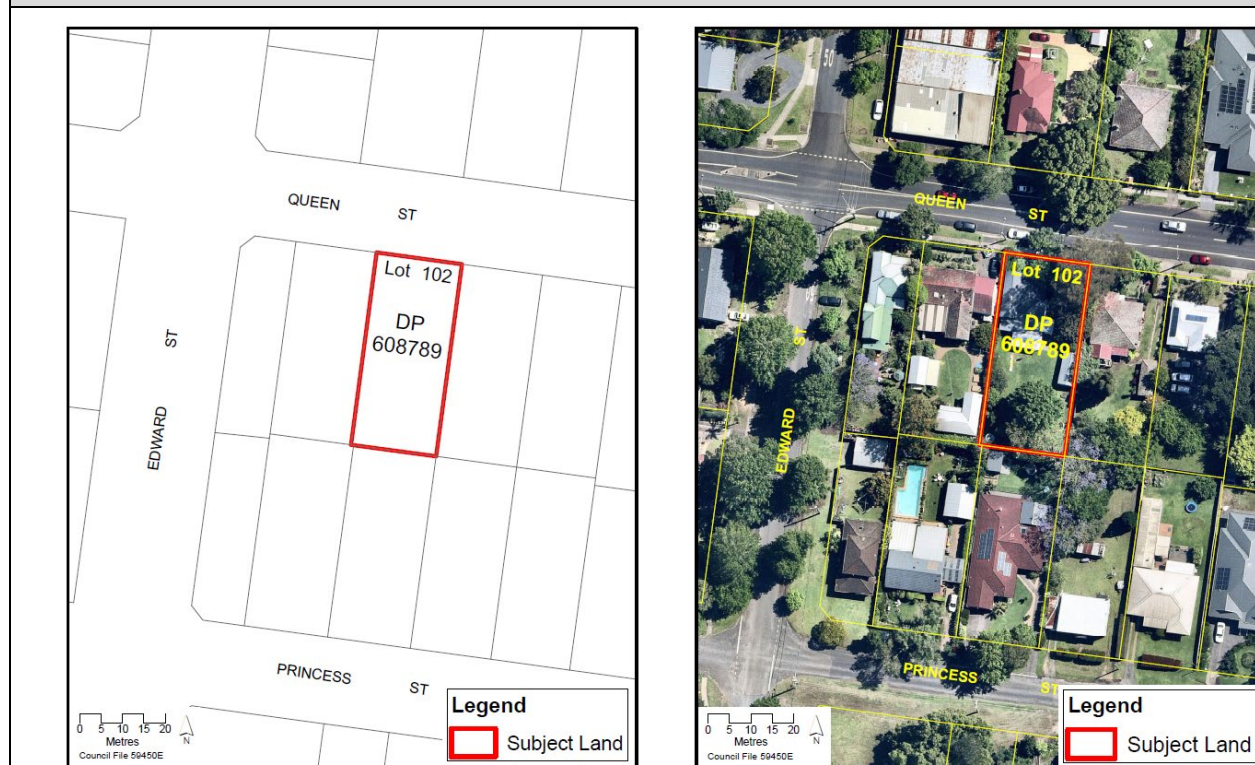 QUEEN ST
Lot 102
DP
608789
EDWARD ST
PRINCESS ST
0 5 10 15 20
Metres
Council File 59450E
N
Legend
Subject Land
50
QUEEN ST
Lot 102
DP
608789
EDWARD ST
PRINCESS ST
0 5 10 15 20
Metres
Council File 59450E
N
Legend
Subject Land